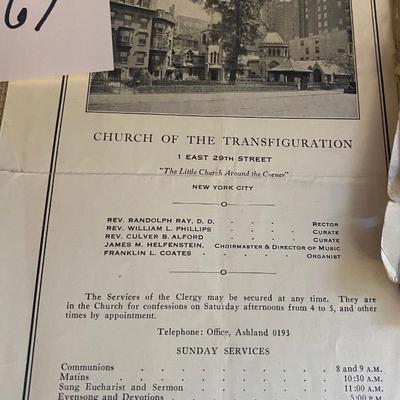 67
CHURCH OF THE TRANSFIGURATION
1 EAST 29TH STREET
"The Little Church Around the Corner"
NEW YORK CITY
REV. RANDOLPH RAY, D. D. . . . . . RECTOR
REV. WILLIAM L. PHILLIPS . . . . . CURATE
REV. CULVER B. ALFORD . . . . . CURATE
JAMES M. HELFENSTEIN, CHOIRMASTER & DIRECTOR OF MUSIC
FRANKLIN L. COATES . . . . . ORGANIST
The Services of the Clergy may be secured at any time. They are
in the Church for confessions on Saturday afternoons from 4 to 5, and other
times by appointment.
Telephone: Office, Ashland 0193
SUNDAY SERVICES
Communions . . . . . . . 8 and 9 A.M.
Matins . . . . . . . 10:30 A.M.
Sung Eucharist and Sermon . . . . . 11:00 A.M.
Evensong and Devotions . . . . . 5:00 P.M.